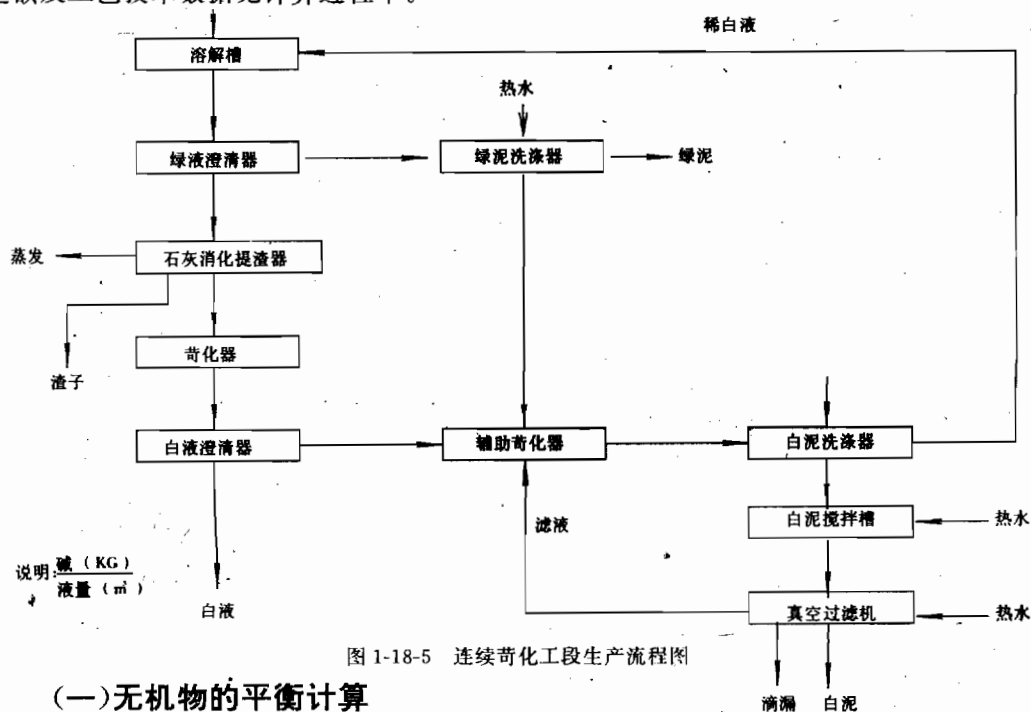 稀白液
溶解槽
热水
绿液澄清器
绿泥洗涤器
绿泥
蒸发
石灰消化提渣器
苛化器
渣子
白液澄清器
辅助苛化器
白泥洗涤器
滤液
白泥搅拌槽
热水
说明:碱(KG)
液量(㎥)
白液
真空过滤机
热水
图 1-18-5 连续苛化工段生产流程图
(一)无机物的平衡计算
滴漏 白泥